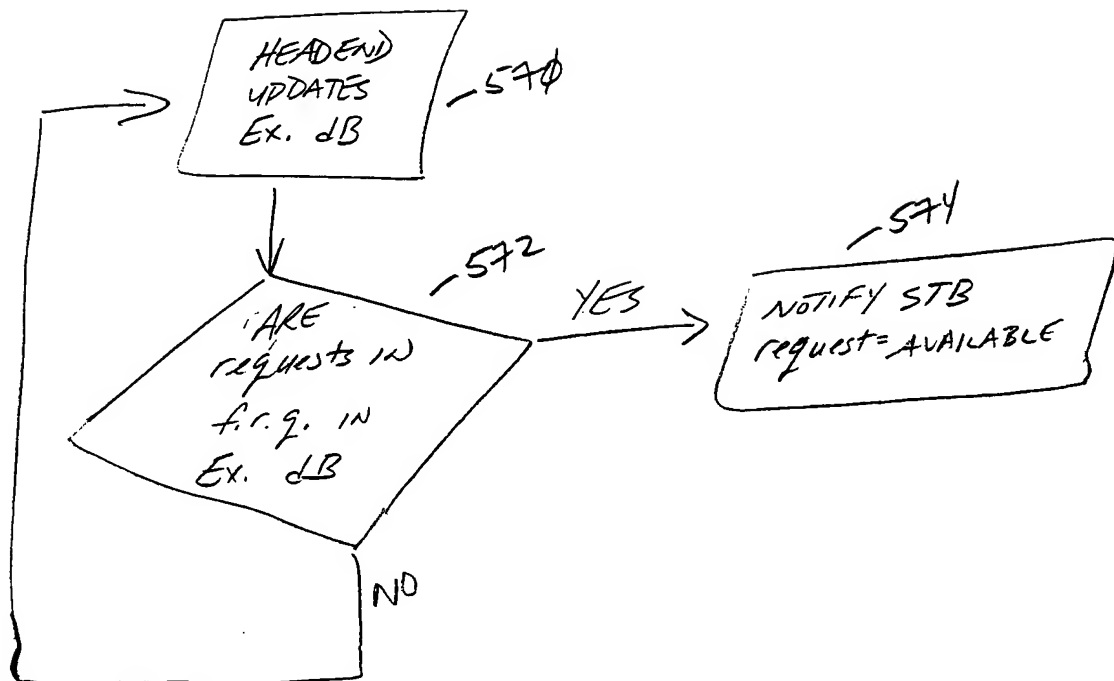 HEADEND
UPDATES
Ex. dB
570
572
ARE
requests in
f.r.q. in
Ex. dB
YES
574
NOTIFY STB
request = AVAILABLE
NO